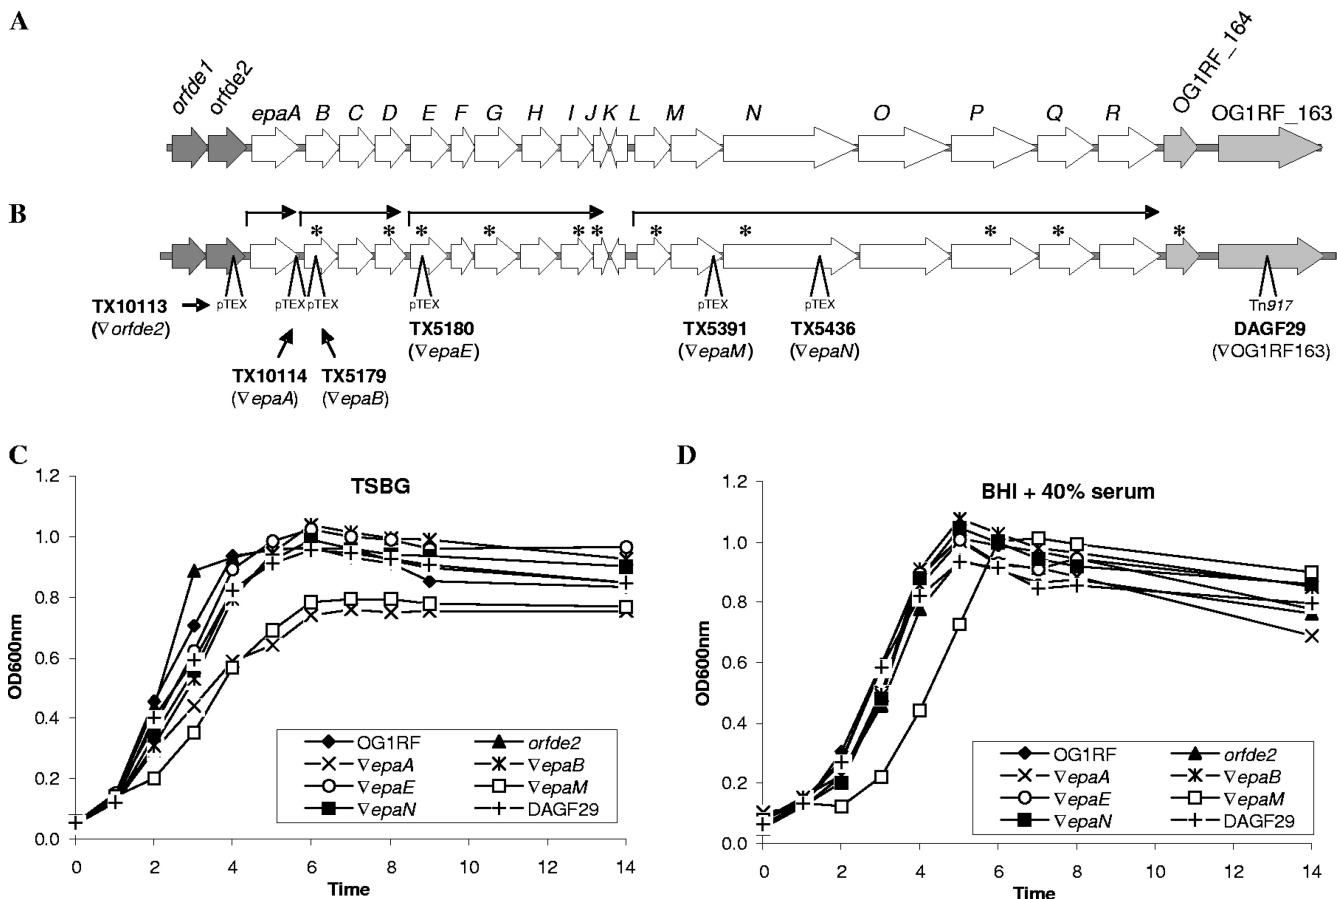 A
orfde1 orfde2 epaA B C D E F G H I J K L M N O P Q R OG1RF_164 OG1RF_163
B
* * * * * * * * * * *
pTEX pTEX pTEX pTEX pTEX pTEX Tn917
TX10113
(∇orfde2)
TX10114
(∇epaA)
TX5179
(∇epaB)
TX5180
(∇epaE)
TX5391
(∇epaM)
TX5436
(∇epaN)
DAGF29
(∇OG1RF163)
C
TSBG
OD600nm
1.2
1.0
0.8
0.6
0.4
0.2
0.0
0 2 4 6 8 10 12 14
Time
OG1RF orfde2
∇epaA ∇epaB
∇epaE ∇epaM
∇epaN DAGF29
D
BHI + 40% serum
OD600nm
1.2
1.0
0.8
0.6
0.4
0.2
0.0
0 2 4 6 8 10 12 14
Time
OG1RF orfde2
∇epaA ∇epaB
∇epaE ∇epaM
∇epaN DAGF29